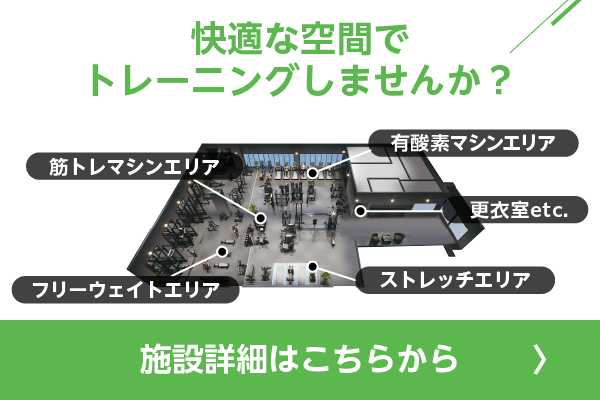 快適な空間で
トレーニングしませんか？
有酸素マシンエリア
筋トレマシンエリア
更衣室etc.
ストレッチエリア
フリーウェイトエリア
施設詳細はこちらから